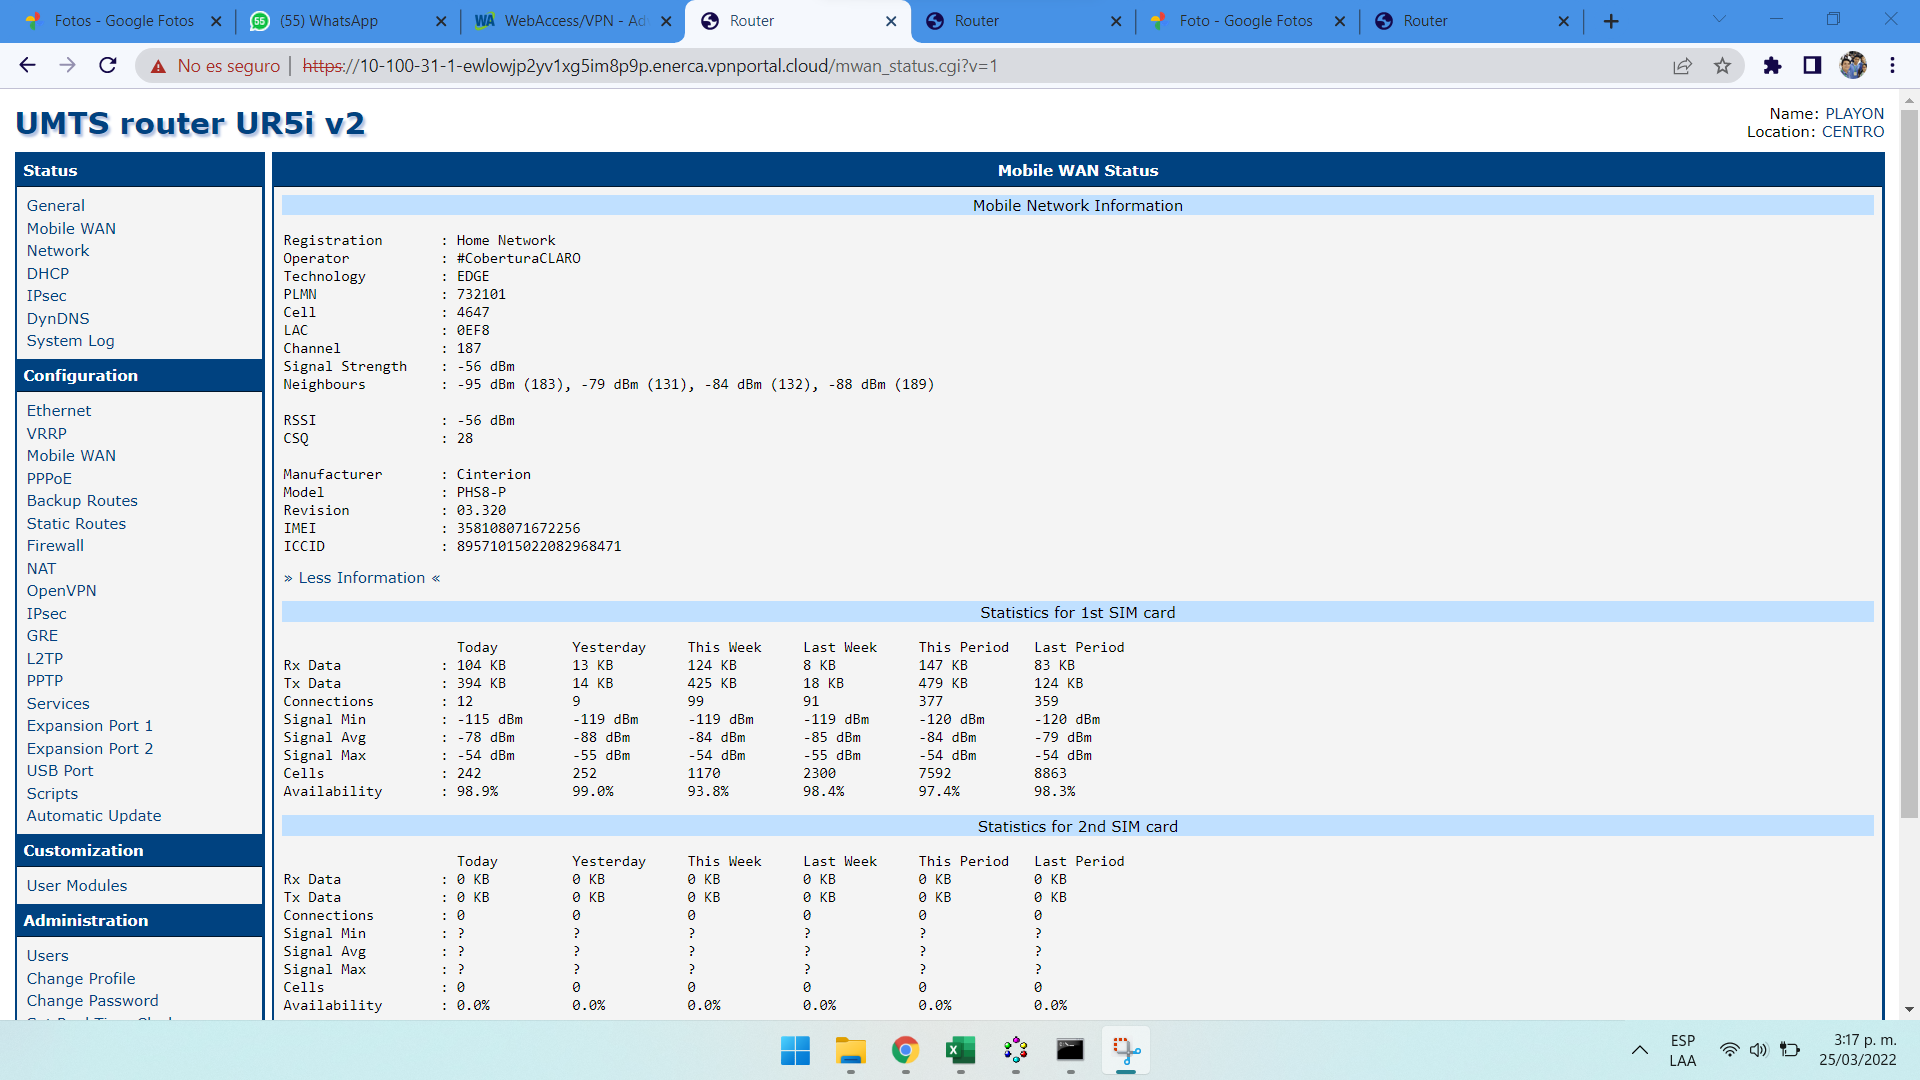 Fotos - Google Fotos
55
(55) WhatsApp
WA
WebAccess/VPN - Ad
Router
Router
Foto - Google Fotos
Router
No es seguro
https://10-100-31-1-ewlowjp2yv1xg5im8p9p.enerca.vpnportal.cloud/mwan_status.cgi?v=1
UMTS router UR5i v2
Name: PLAYON
Location: CENTRO
Status
General
Mobile WAN
Network
DHCP
IPsec
DynDNS
System Log
Configuration
Ethernet
VRRP
Mobile WAN
PPPoE
Backup Routes
Static Routes
Firewall
NAT
OpenVPN
IPsec
GRE
L2TP
PPTP
Services
Expansion Port 1
Expansion Port 2
USB Port
Scripts
Automatic Update
Customization
User Modules
Administration
Users
Change Profile
Change Password
Mobile WAN Status
Mobile Network Information
Registration : Home Network
Operator : #CoberturaCLARO
Technology : EDGE
PLMN : 732101
Cell : 4647
LAC : 0EF8
Channel : 187
Signal Strength : -56 dBm
Neighbours : -95 dBm (183), -79 dBm (131), -84 dBm (132), -88 dBm (189)
RSSI : -56 dBm
CSQ : 28
Manufacturer : Cinterion
Model : PHS8-P
Revision : 03.320
IMEI : 358108071672256
ICCID : 89571015022082968471
» Less Information «
Statistics for 1st SIM card
Today Yesterday This Week Last Week This Period Last Period
Rx Data : 104 KB 13 KB 124 KB 8 KB 147 KB 83 KB
Tx Data : 394 KB 14 KB 425 KB 18 KB 479 KB 124 KB
Connections : 12 9 99 91 377 359
Signal Min : -115 dBm -119 dBm -119 dBm -119 dBm -120 dBm -120 dBm
Signal Avg : -78 dBm -88 dBm -84 dBm -85 dBm -84 dBm -79 dBm
Signal Max : -54 dBm -55 dBm -54 dBm -55 dBm -54 dBm -54 dBm
Cells : 242 252 1170 2300 7592 8863
Availability : 98.9% 99.0% 93.8% 98.4% 97.4% 98.3%
Statistics for 2nd SIM card
Today Yesterday This Week Last Week This Period Last Period
Rx Data : 0 KB 0 KB 0 KB 0 KB 0 KB 0 KB
Tx Data : 0 KB 0 KB 0 KB 0 KB 0 KB 0 KB
Connections : 0 0 0 0 0 0
Signal Min : ? ? ? ? ? ?
Signal Avg : ? ? ? ? ? ?
Signal Max : ? ? ? ? ? ?
Cells : 0 0 0 0 0 0
Availability : 0.0% 0.0% 0.0% 0.0% 0.0% 0.0%
ESP
LAA
3:17 p. m.
25/03/2022